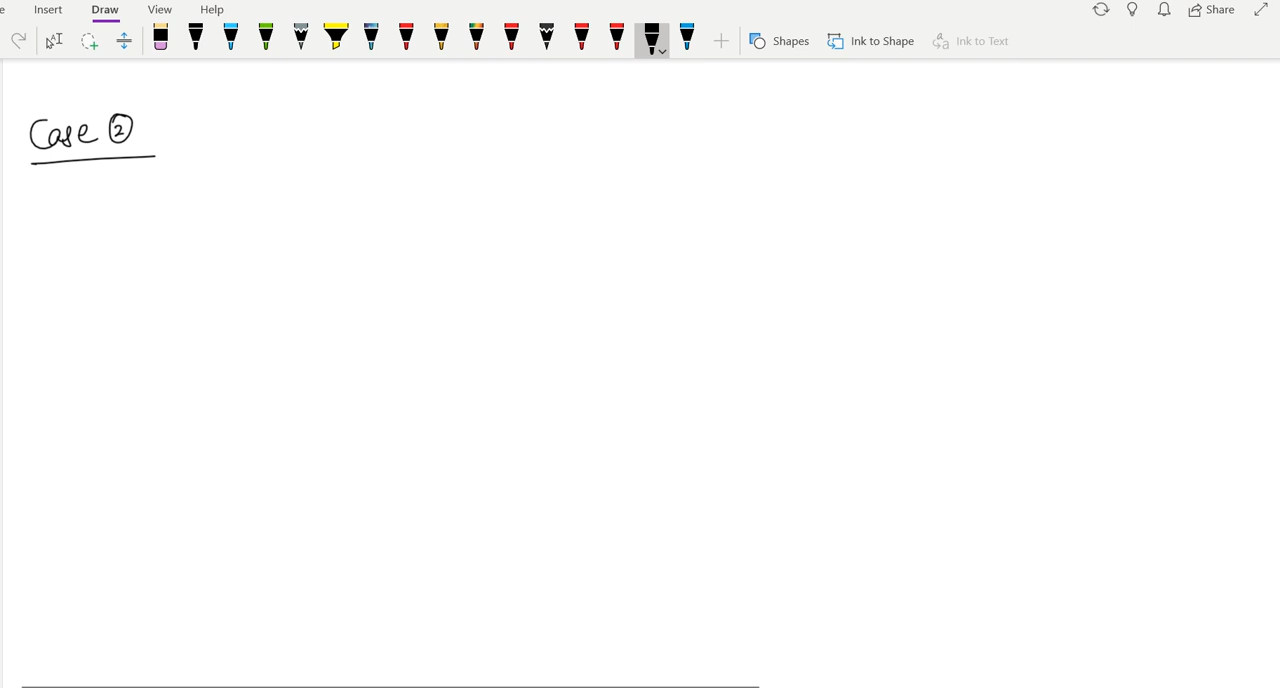 Insert Draw View Help Share
Shapes Ink to Shape Ink to Text
Case ②